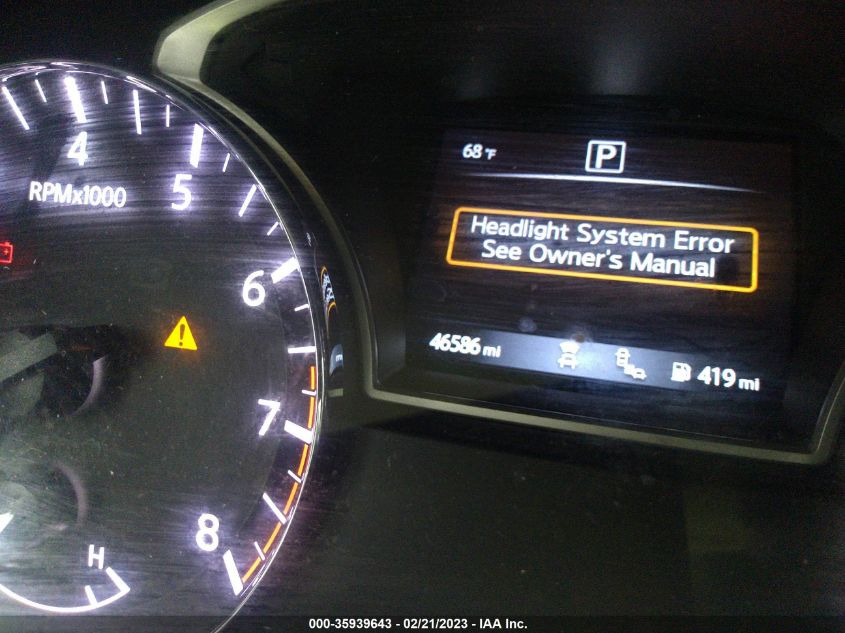 4
RPMx1000
5
6
7
8
H
68°F
P
Headlight System Error
See Owner's Manual
46586 mi
419 mi
000-35939643 - 02/21/2023 - IAA Inc.